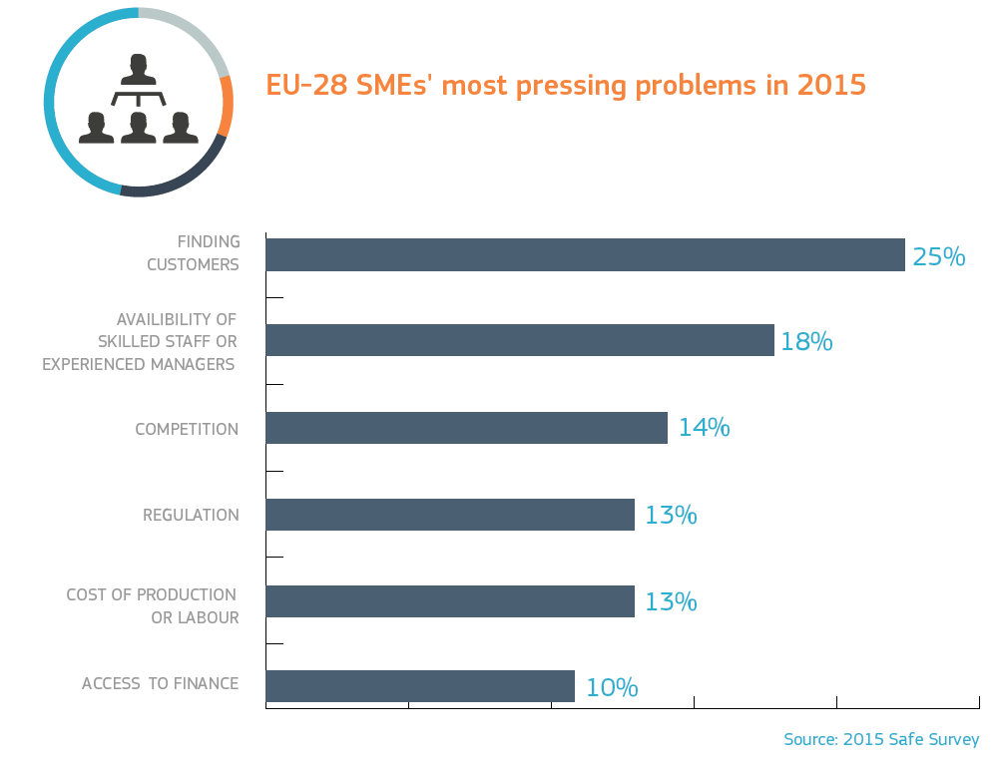 EU-28 SMEs' most pressing problems in 2015
FINDING
CUSTOMERS
25%
AVAILIBILITY OF
SKILLED STAFF OR
EXPERIENCED MANAGERS
18%
COMPETITION
14%
REGULATION
13%
COST OF PRODUCTION
OR LABOUR
13%
ACCESS TO FINANCE
10%
Source: 2015 Safe Survey